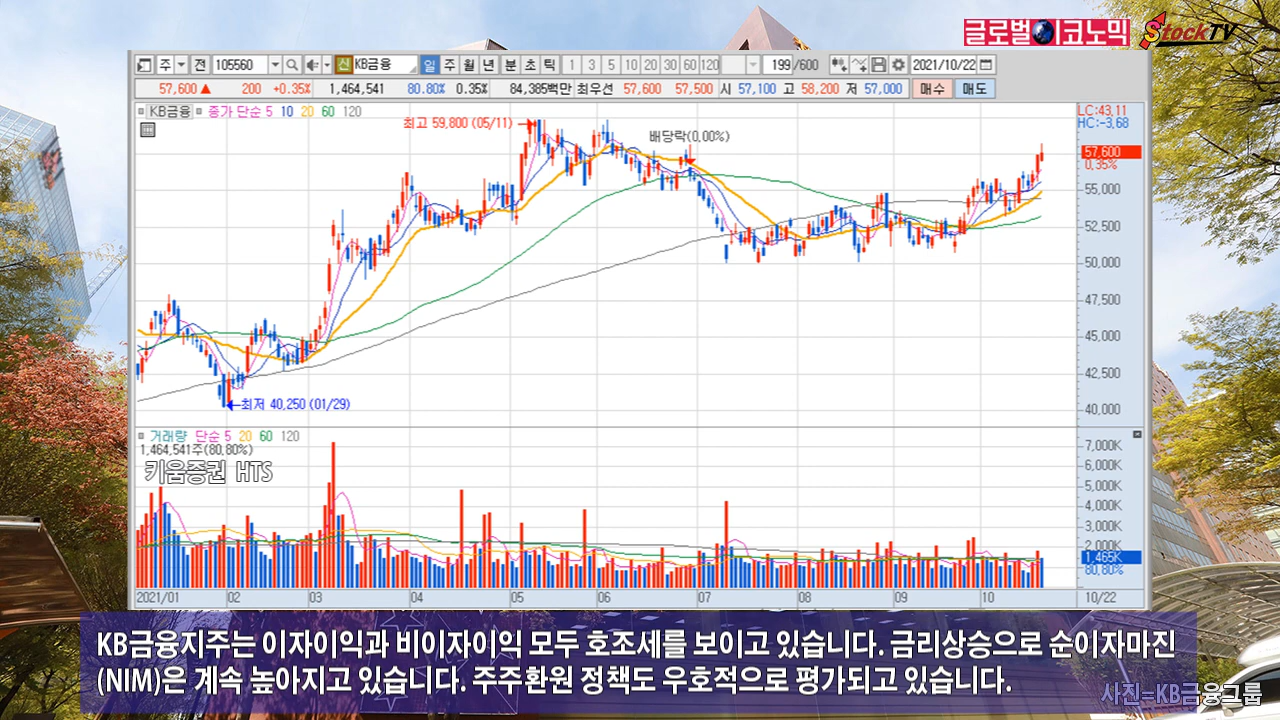 글로벌이코노믹 StockTV
주 전 105560 신 KB금융 일 주 월 년 분 초 틱 1 3 5 10 20 30 60 120 199 /600 2021/10/22
57,600 ▲ 200 +0.35% 1,464,541 80.80% 0.35% 84,385백만 최우선 57,600 57,500 시 57,100 고 58,200 저 57,000 매수 매도
KB금융 종가 단순 5 10 20 60 120
LC:43.11
HC:-3.68
최고 59,800 (05/11)
배당락(0.00%)
57,600
0.35%
55,000
52,500
50,000
47,500
45,000
42,500
40,000
최저 40,250 (01/29)
거래량 단순 5 20 60 120
1,464,541주(80.80%)
키움증권 HTS
7,000K
6,000K
5,000K
4,000K
3,000K
2,000K
1,465K
80.80%
2021/01 02 03 04 05 06 07 08 09 10 10/22
KB금융지주는 이자이익과 비이자이익 모두 호조세를 보이고 있습니다. 금리상승으로 순이자마진
(NIM)은 계속 높아지고 있습니다. 주주환원 정책도 우호적으로 평가되고 있습니다.
사진=KB금융그룹